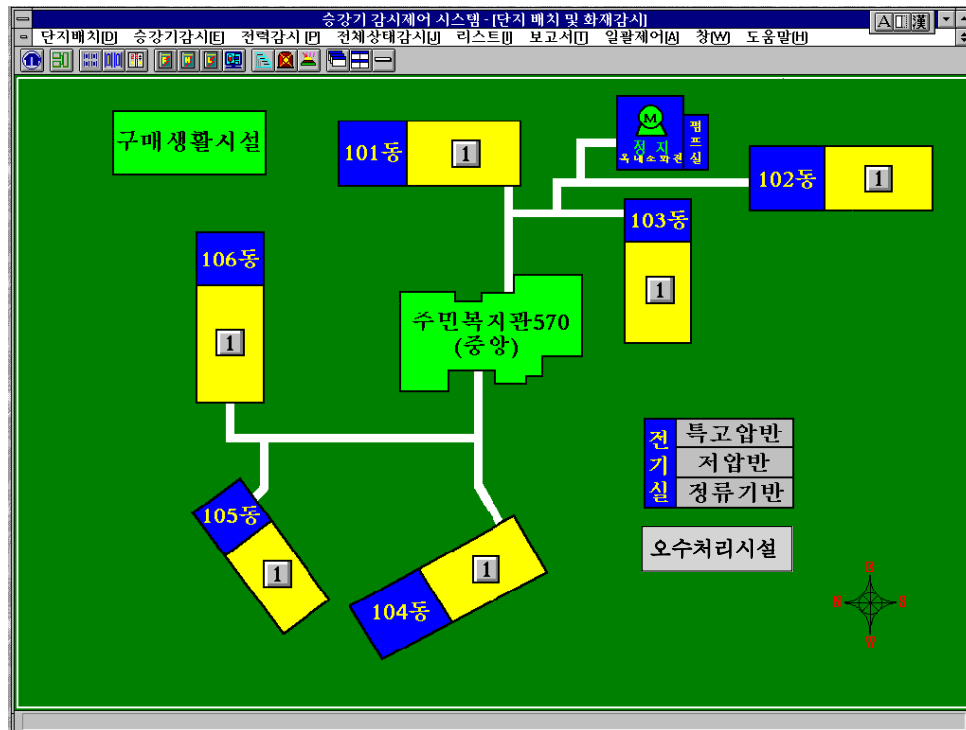 승강기 감시제어 시스템 - [단지 배치 및 화재감시]
A 漢
단지배치[D] 승강기감시[E] 전력감시 [P] 전체상태감시[J] 리스트[I] 보고서[T] 일괄제어[A] 창[W] 도움말[H]
구매생활시설
101동 1
M
정 지
옥내소화전
펌프실
102동 1
103동
1
106동
1
주민복지관570
(중앙)
전기실
특고압반
저압반
정류기반
오수처리시설
105동
1
104동 1
N S
W